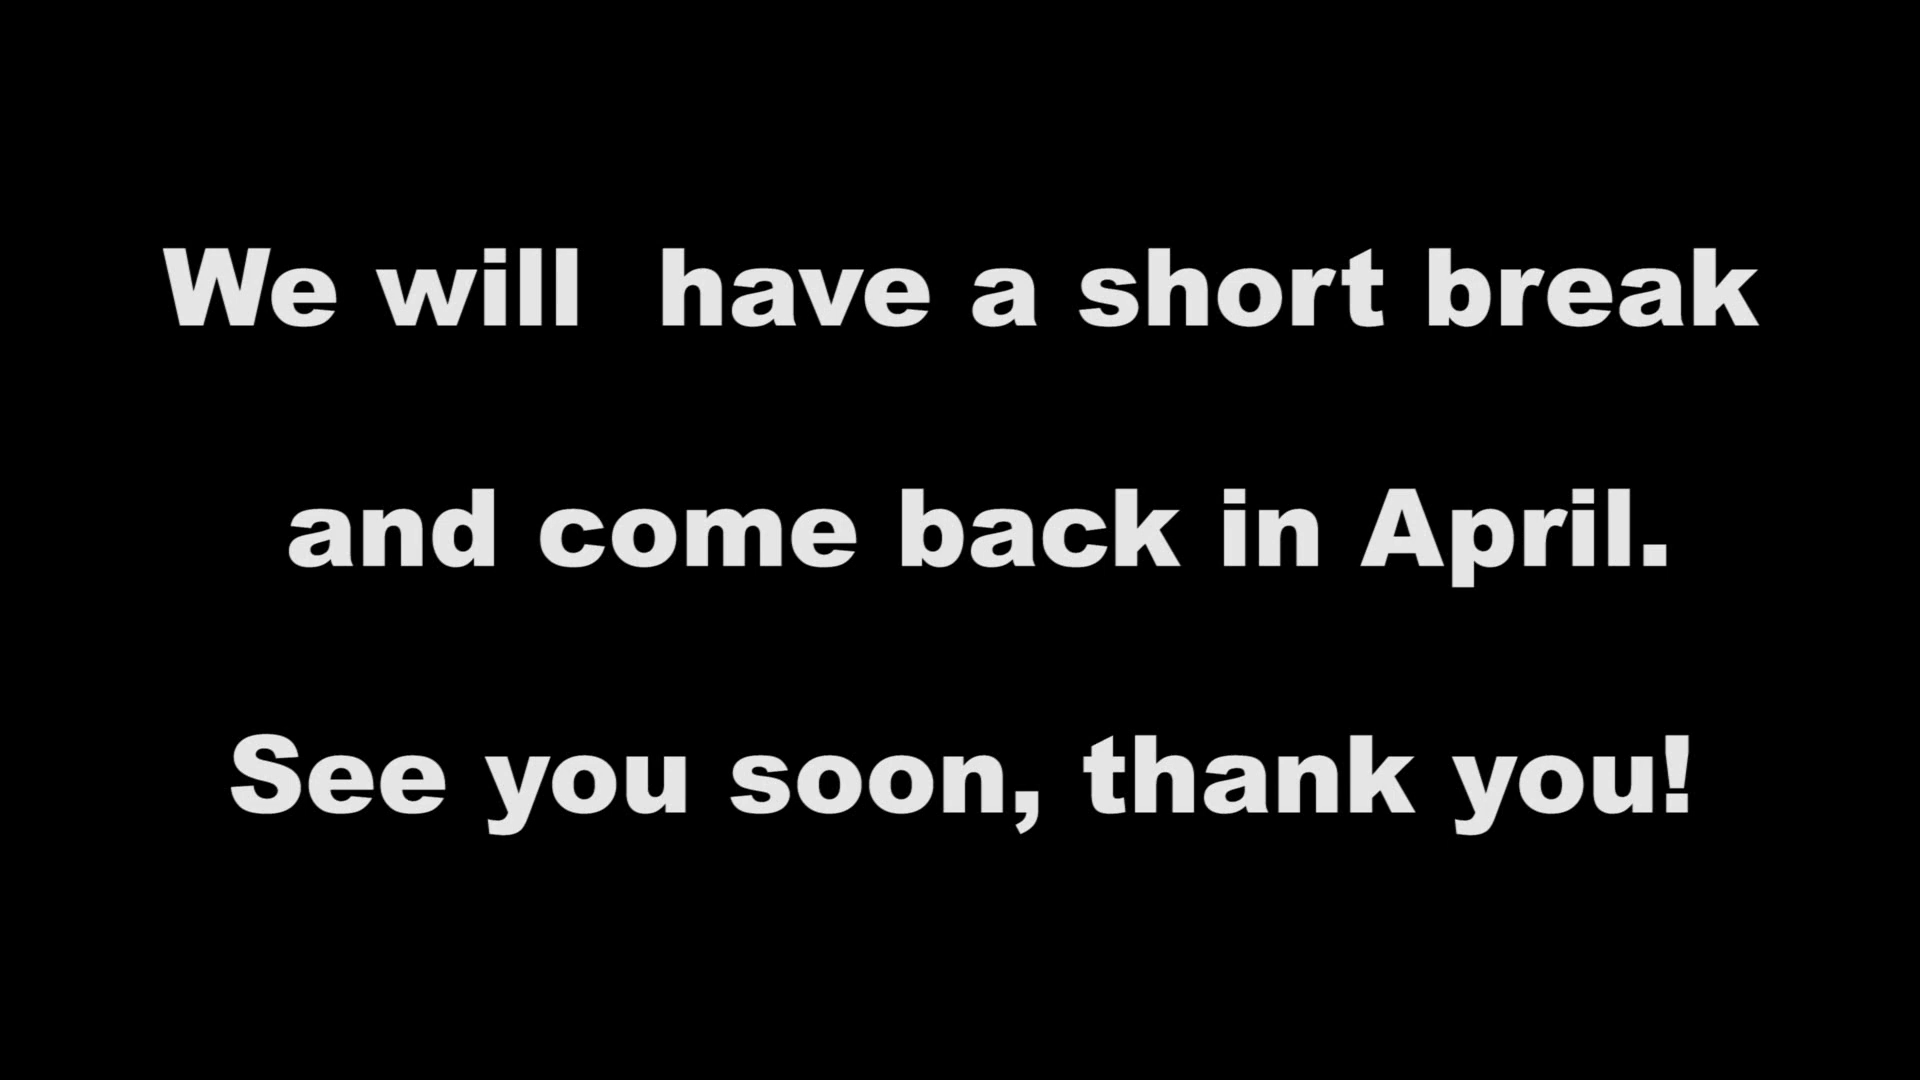 We will  have a short break
and come back in April.
See you soon, thank you!